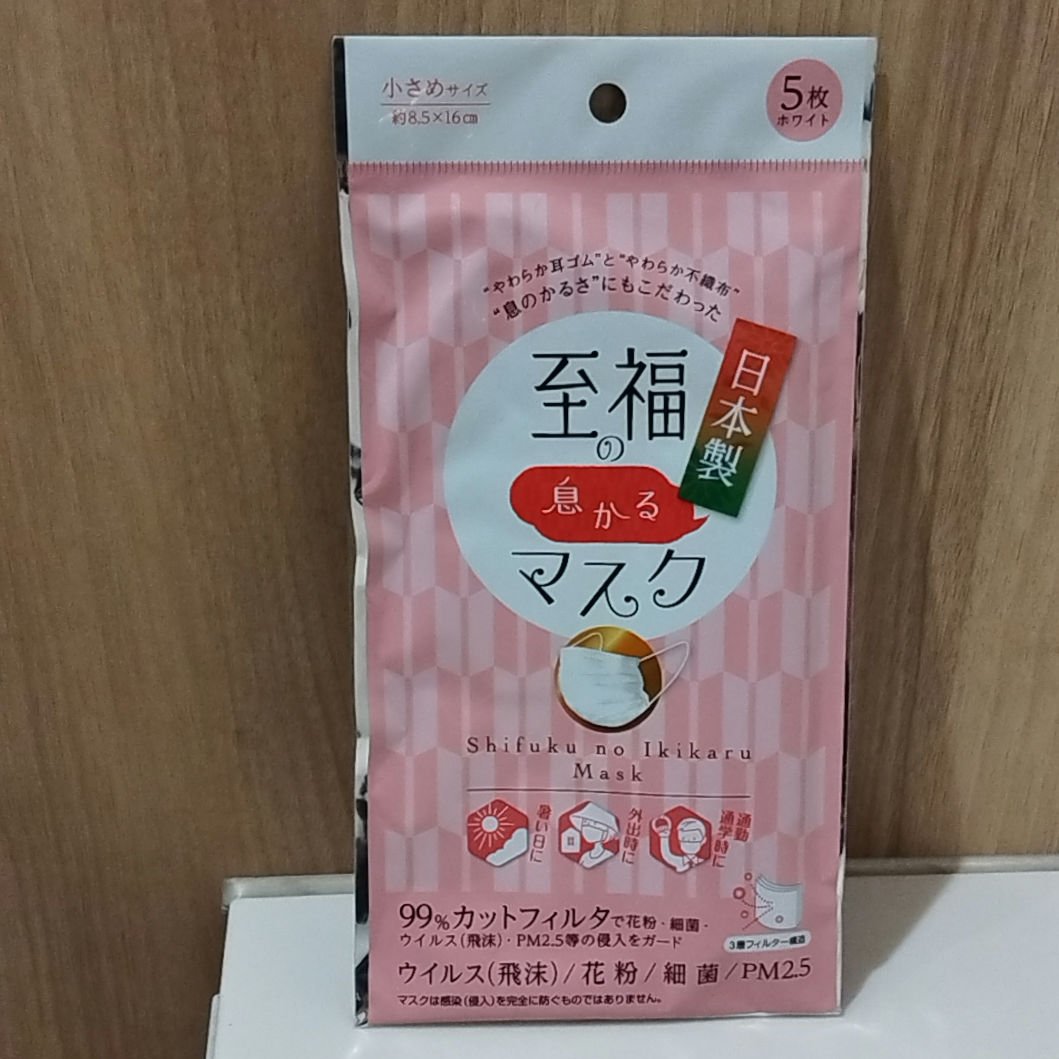 小さめサイズ
約8.5×16㎝
5枚
ホワイト
“やわらか耳ゴム”と“やわらか不織布”
“息のかるさ”にもこだわった
至福
の
息かる
マスク
日本製
Shifuku no Ikikaru
Mask
暑い日に
外出時に
通勤
通学時に
99%カットフィルタで花粉・細菌・
ウイルス(飛沫)・PM2.5等の侵入をガード
3層フィルター構造
ウイルス(飛沫)/花粉/細菌/PM2.5
マスクは感染(侵入)を完全に防ぐものではありません。